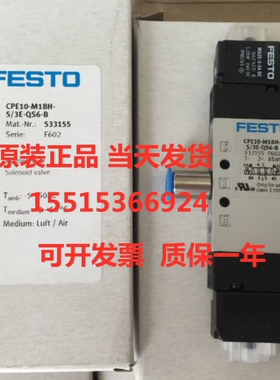 FESTO
CPE10-M1BH-
5/3E-QS6-B
Mat.-Nr.: 533155
Serie: F602
Solenoid valve
Medium: Luft / Air
原装正品 当天发货
15515366924
可开发票 质保一年
FESTO
CPE10-M1BH-
5/3E-QS6-B
533155 F602